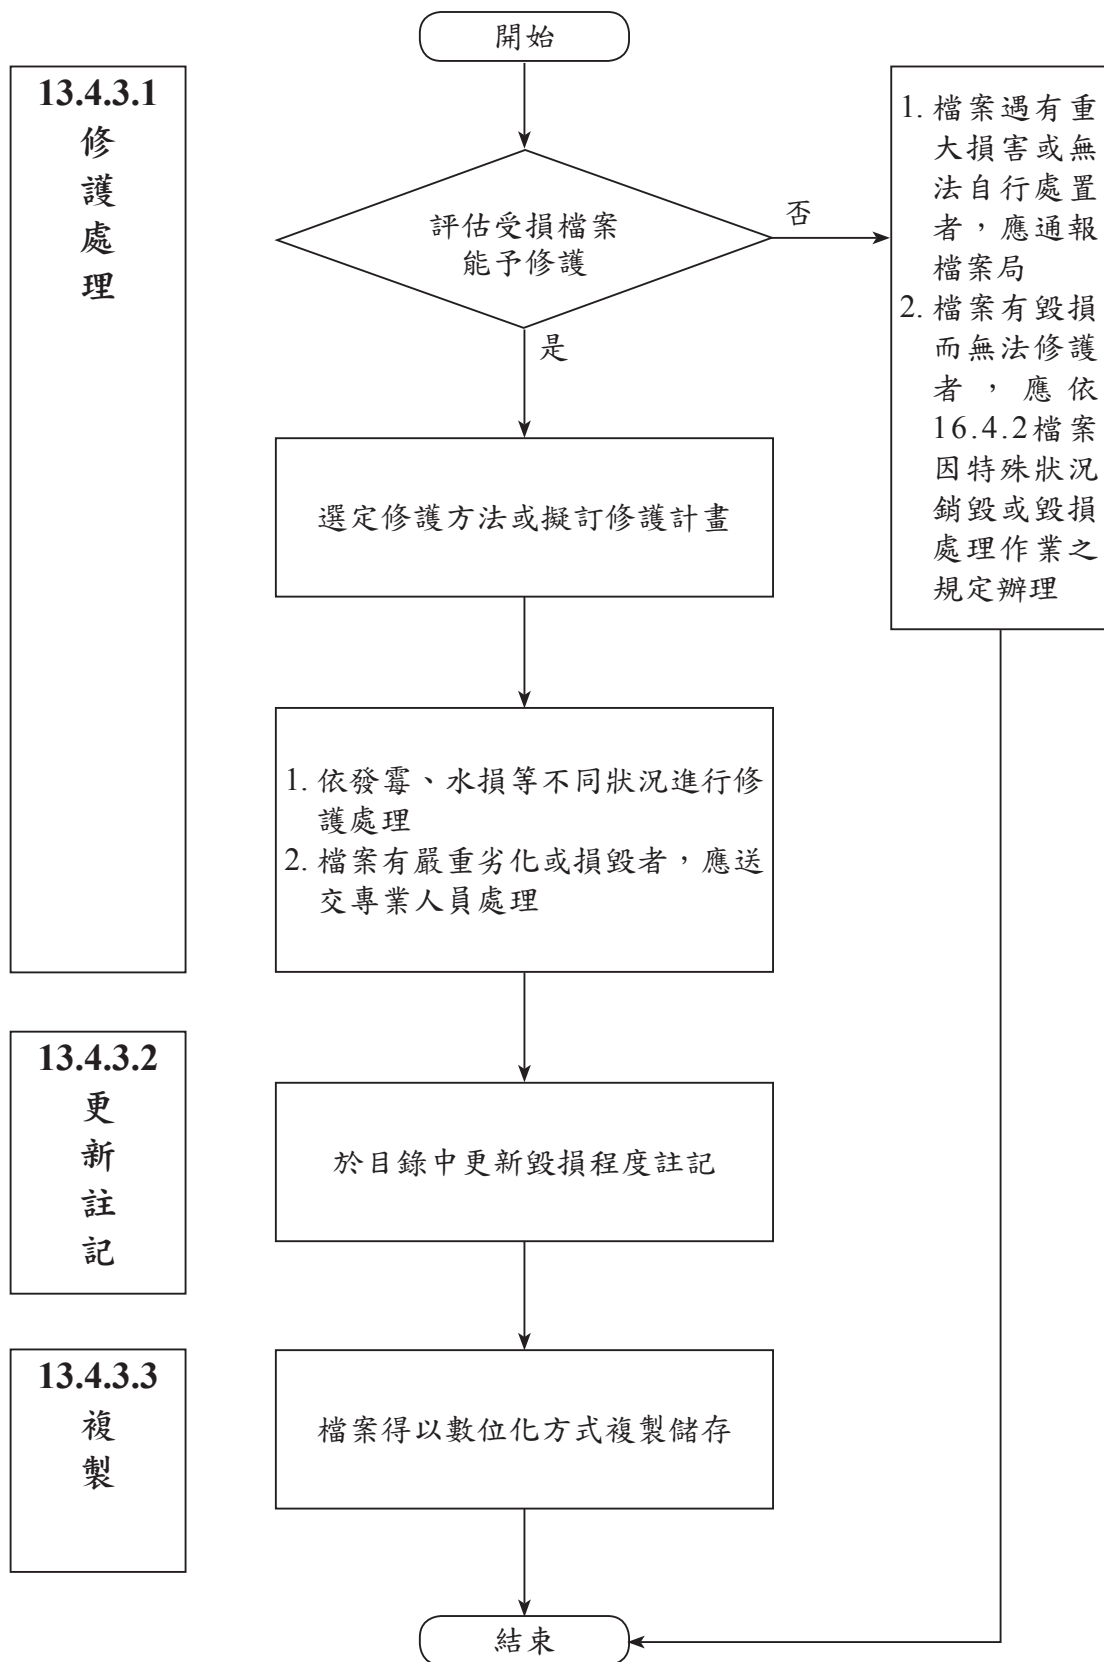 開始
13.4.3.1
修
護
處
理
評估受損檔案
能予修護
否
是
1. 檔案遇有重
大損害或無
法自行處置
者，應通報
檔案局
2. 檔案有毀損
而無法修護
者，應依
16.4.2檔案
因特殊狀況
銷毀或毀損
處理作業之
規定辦理
選定修護方法或擬訂修護計畫
1. 依發霉、水損等不同狀況進行修
護處理
2. 檔案有嚴重劣化或損毀者，應送
交專業人員處理
13.4.3.2
更
新
註
記
於目錄中更新毀損程度註記
13.4.3.3
複
製
檔案得以數位化方式複製儲存
結束